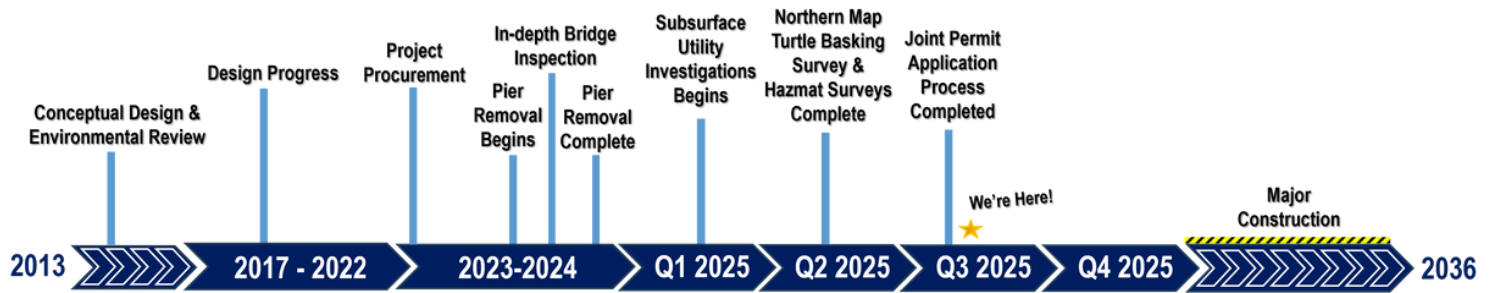 Conceptual Design &
Environmental Review
Design Progress
Project
Procurement
In-depth Bridge
Inspection
Pier
Removal
Begins
Pier
Removal
Complete
Subsurface
Utility
Investigations
Begins
Northern Map
Turtle Basking
Survey &
Hazmat Surveys
Complete
Joint Permit
Application
Process
Completed
We're Here!
Major
Construction
2013
2017 - 2022
2023-2024
Q1 2025
Q2 2025
Q3 2025
Q4 2025
2036